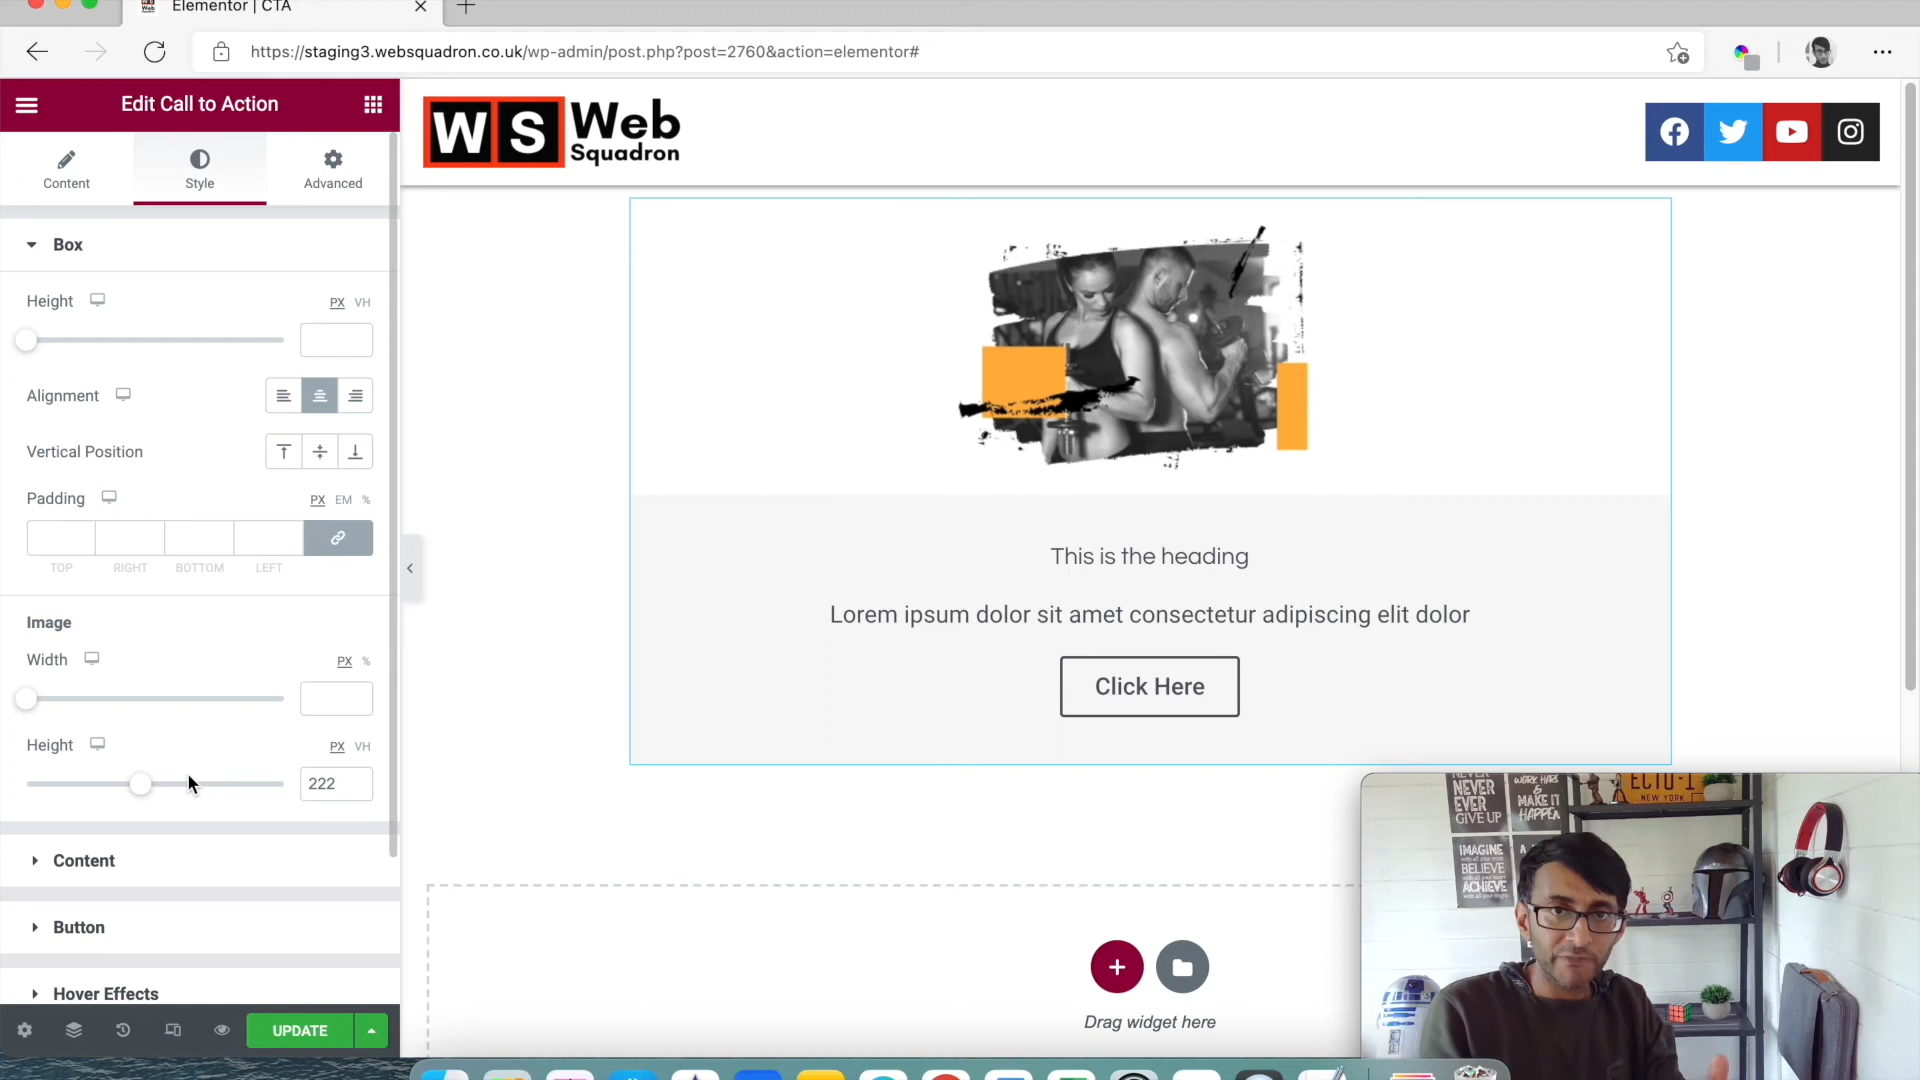 Elementor | CTA
https://staging3.websquadron.co.uk/wp-admin/post.php?post=2760&action=elementor#
Edit Call to Action
Content
Style
Advanced
Box
Height
PX VH
Alignment
Vertical Position
Padding
PX EM %
TOP RIGHT BOTTOM LEFT
Image
Width
PX %
Height
PX VH
222
Content
Button
Hover Effects
UPDATE
WS Web
Squadron
This is the heading
Lorem ipsum dolor sit amet consectetur adipiscing elit dolor
Click Here
Drag widget here
NEVER
NEVER
EVER
GIVE UP
WORK HARD
&
MAKE IT
HAPPEN
ECTO-1
NEW YORK
IMAGINE
BELIEVE
ACHIEVE